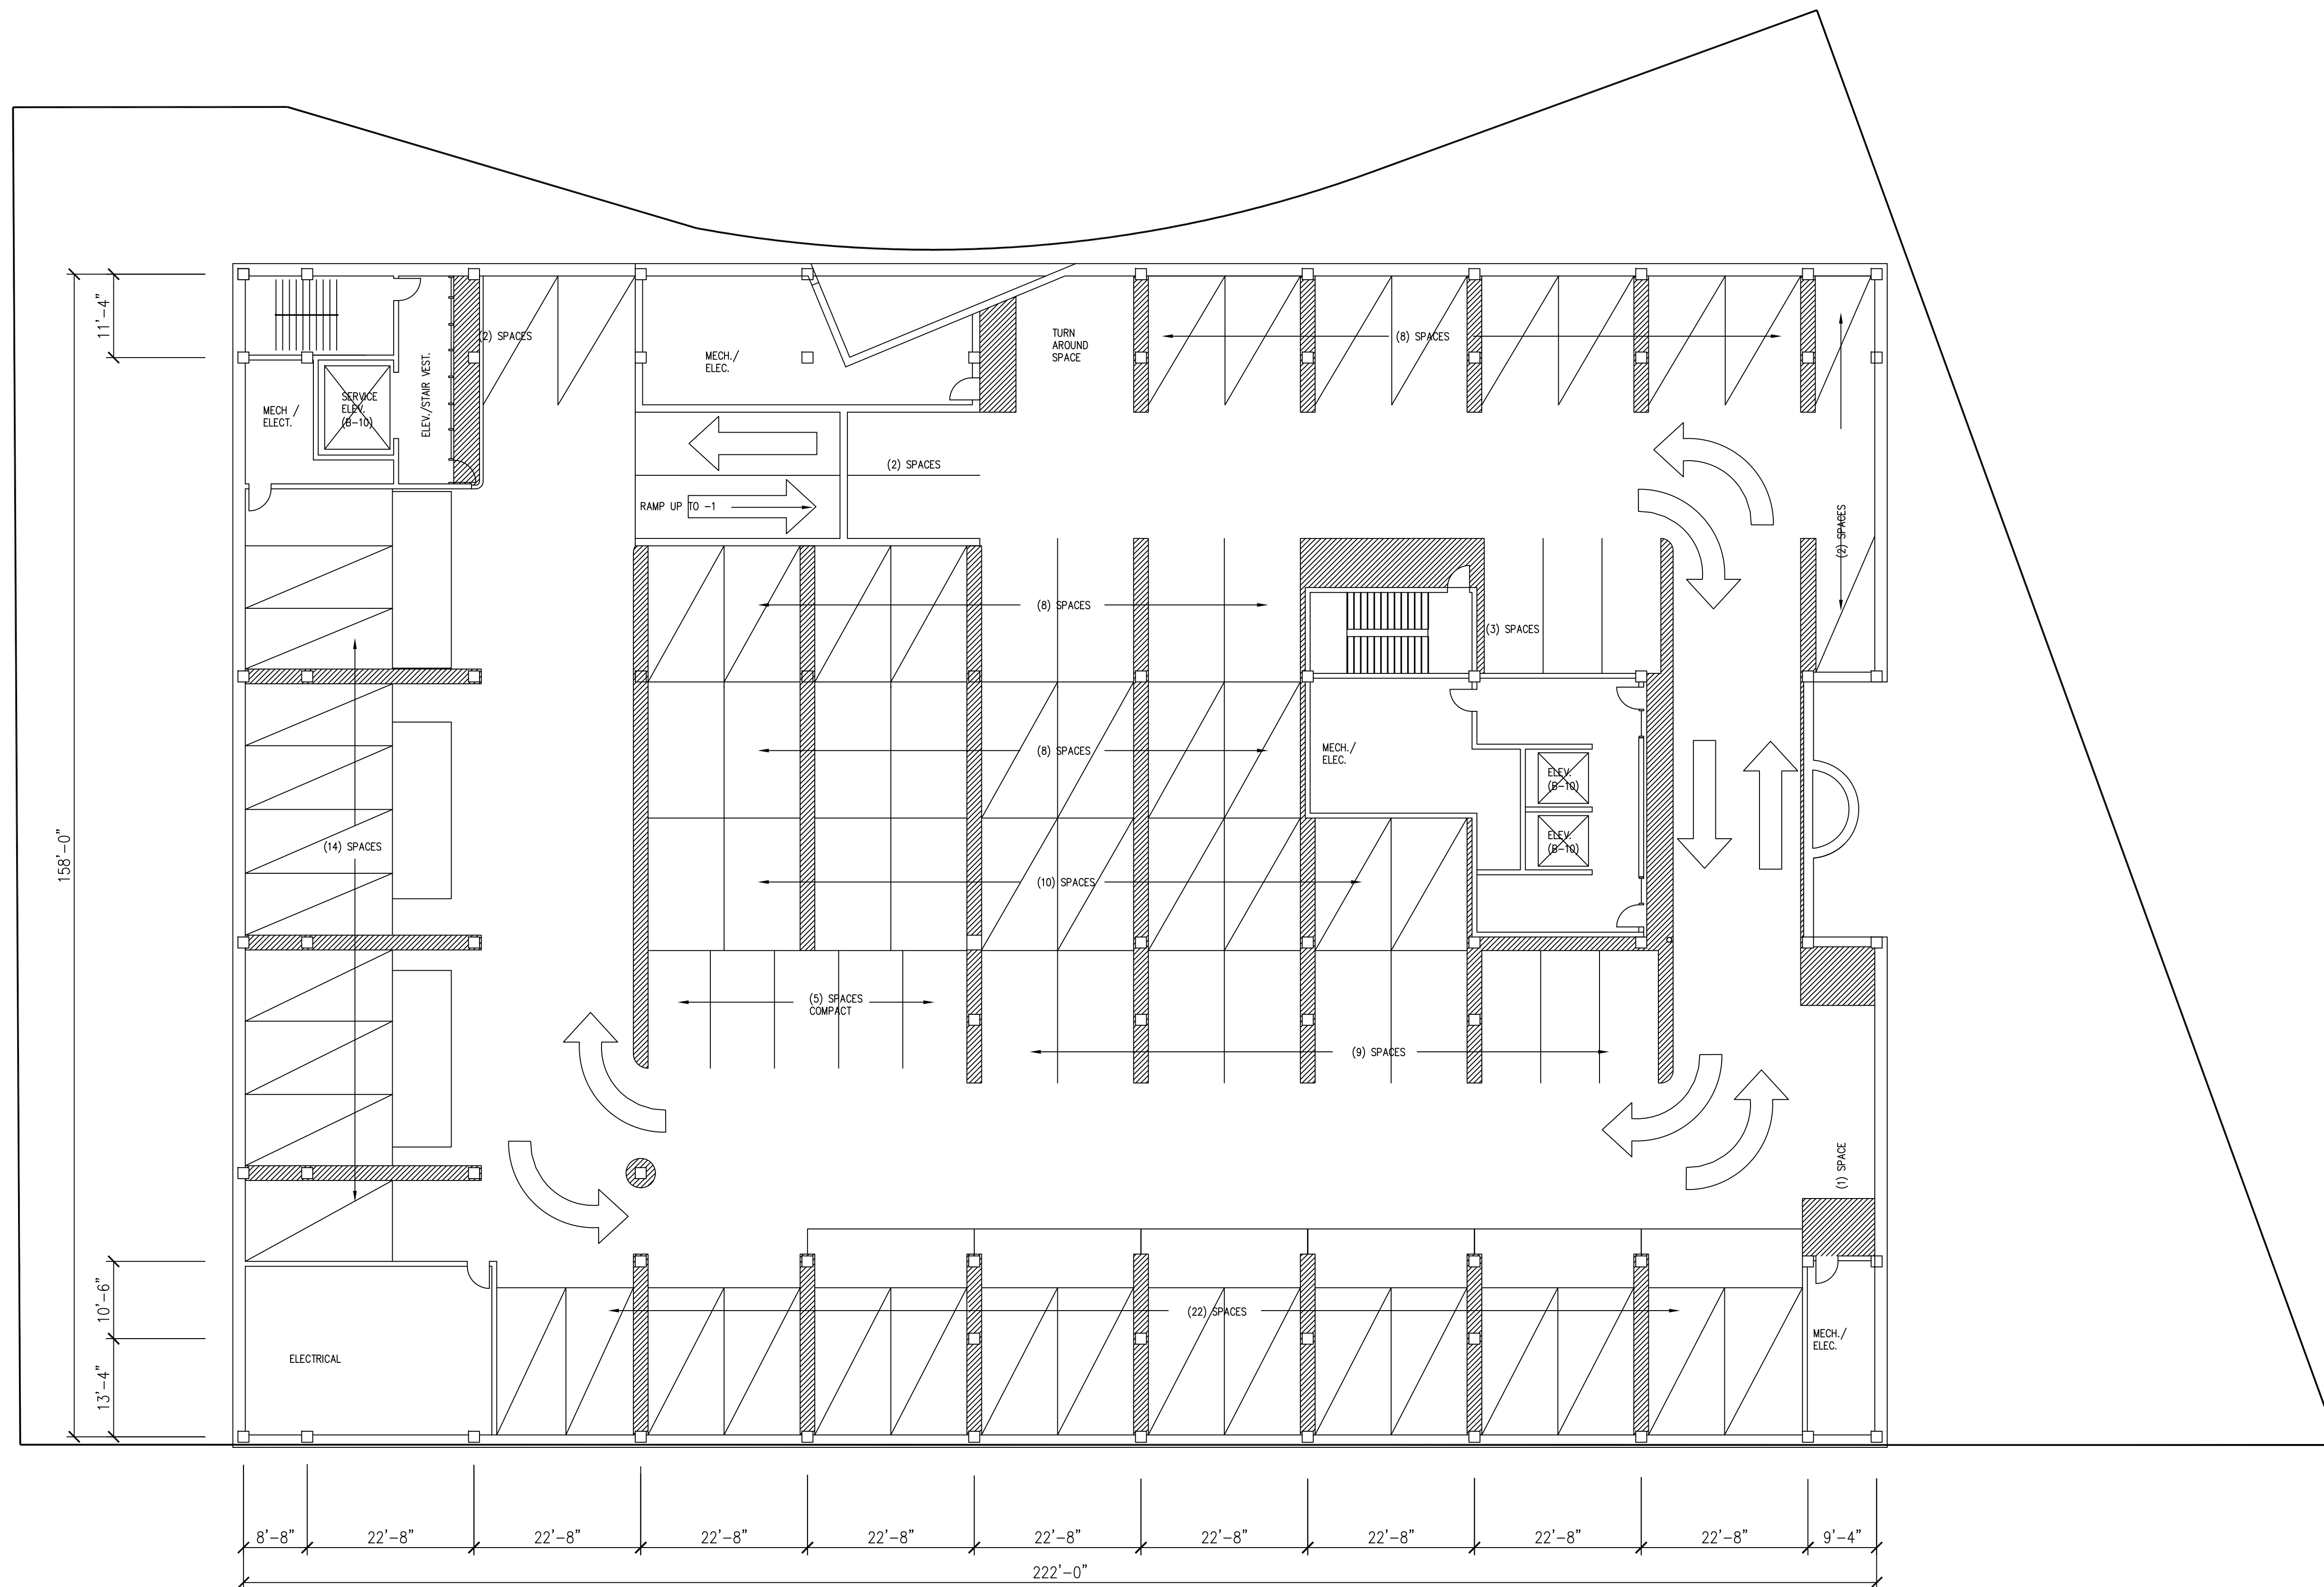 11'-4"
(2) SPACES
MECH./
ELEC.
TURN
AROUND
SPACE
(8) SPACES
MECH /
ELECT.
SERVICE
ELEV.
(B-10)
ELEV./STAIR VEST.
(2) SPACES
RAMP UP TO -1
(2) SPACES
(8) SPACES
(3) SPACES
(8) SPACES
MECH./
ELEC.
ELEV.
(B-10)
ELEV.
(B-10)
158'-0"
(14) SPACES
(10) SPACES
(5) SPACES
COMPACT
(9) SPACES
(1) SPACE
10'-6"
13'-4"
(22) SPACES
ELECTRICAL
MECH./
ELEC.
8'-8" 22'-8" 22'-8" 22'-8" 22'-8" 22'-8" 22'-8" 22'-8" 22'-8" 22'-8" 9'-4"
222'-0"